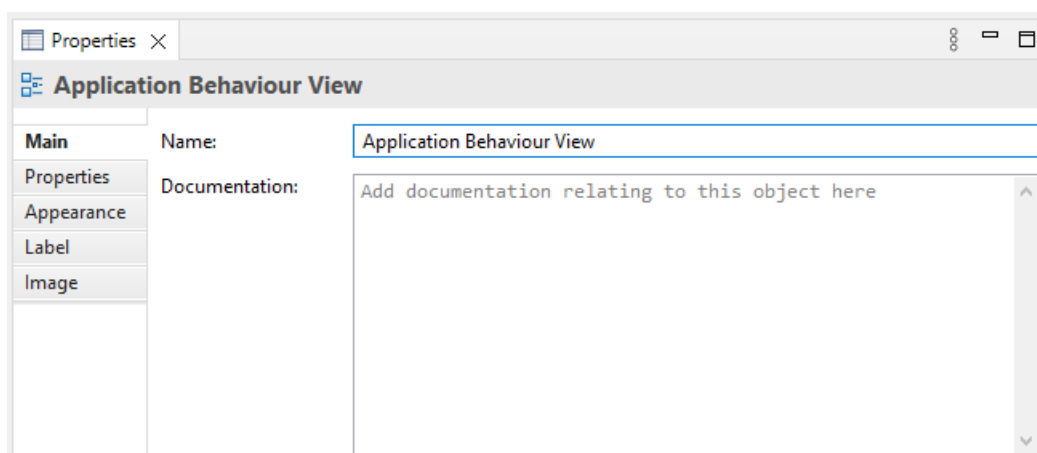 Properties
Application Behaviour View
Main
Name:
Application Behaviour View
Properties
Documentation:
Add documentation relating to this object here
Appearance
Label
Image